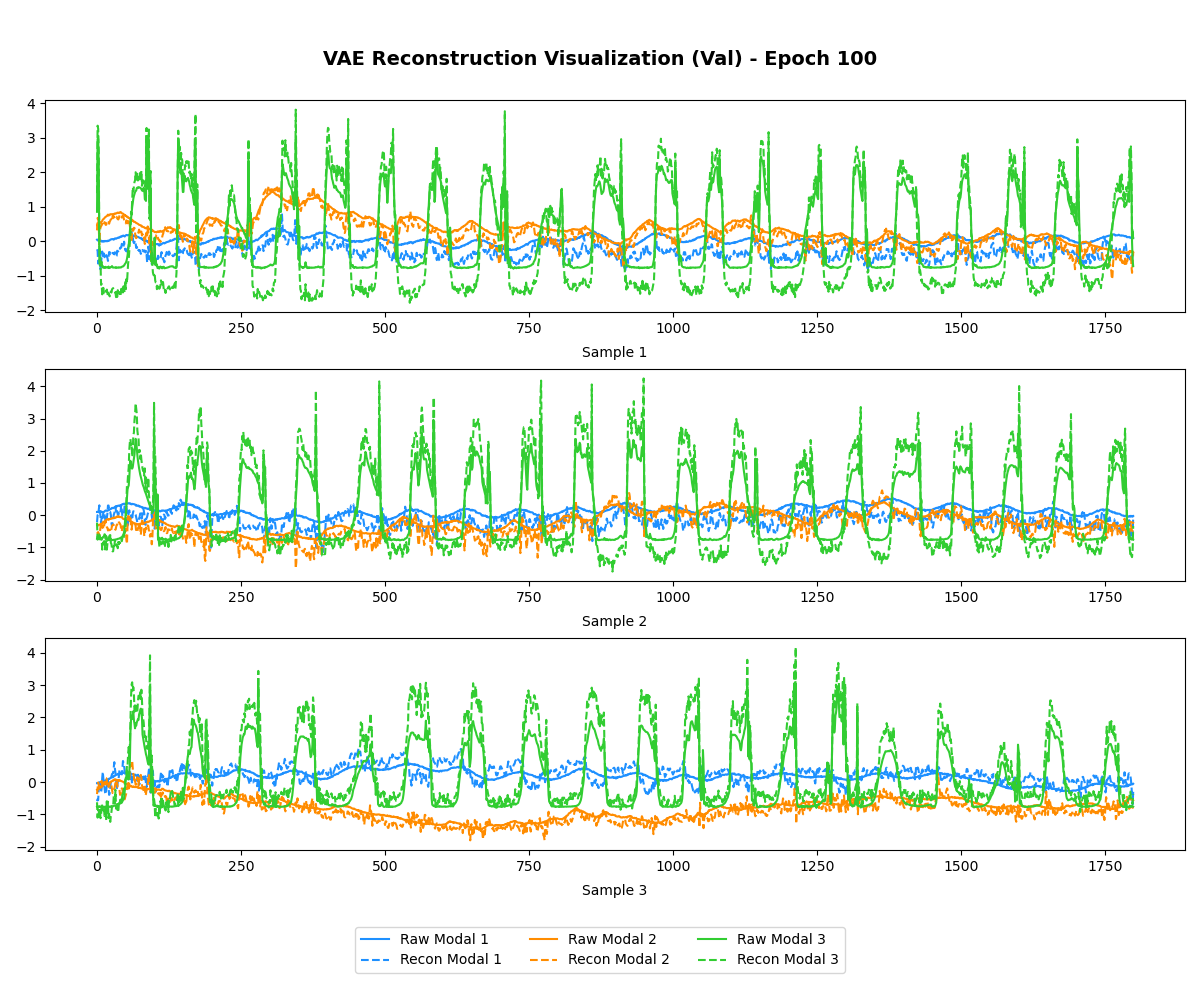 VAE Reconstruction Visualization (Val) - Epoch 100
4
3
2
1
0
−1
−2
0 250 500 750 1000 1250 1500 1750
Sample 1
4
3
2
1
0
−1
−2
0 250 500 750 1000 1250 1500 1750
Sample 2
4
3
2
1
0
−1
−2
0 250 500 750 1000 1250 1500 1750
Sample 3
Raw Modal 1 Raw Modal 2 Raw Modal 3
Recon Modal 1 Recon Modal 2 Recon Modal 3